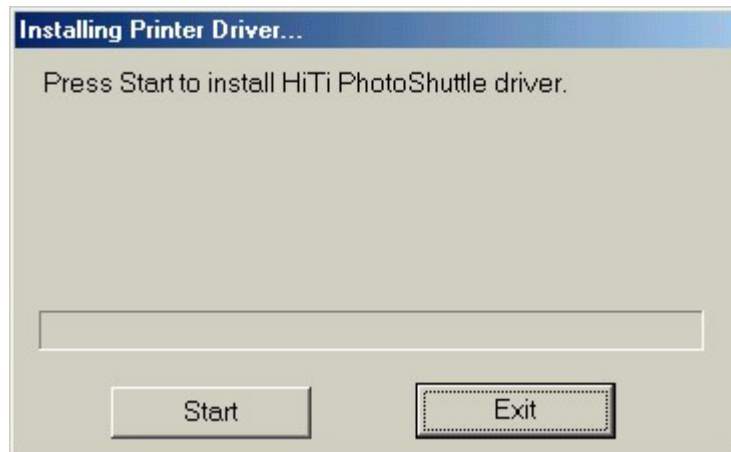 Installing Printer Driver...
Press Start to install HiTi PhotoShuttle driver.
Start
Exit